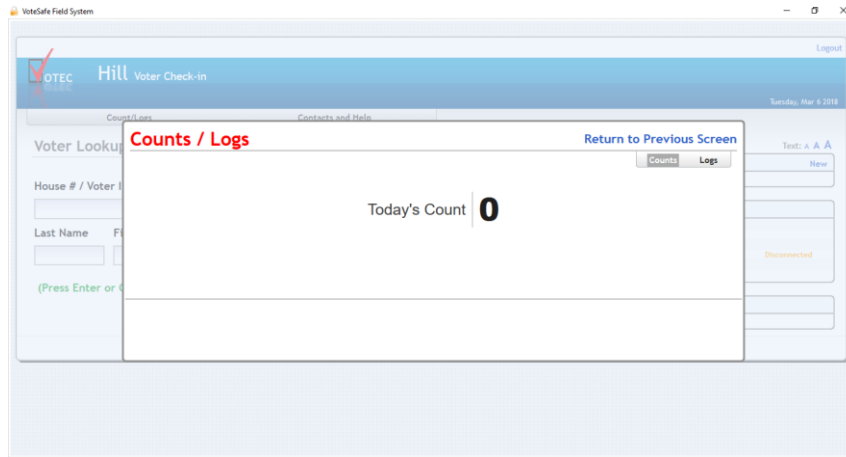 VoteSafe Field System
Logout
VOTEC
Hill Voter Check-in
Tuesday, Mar 6 2018
Count/Logs
Contacts and Help
Counts / Logs
Return to Previous Screen
Counts
Logs
Voter Lookup
Text: A A A
New
House # / Voter I
Today's Count 0
Last Name
Fi
Disconnected
(Press Enter or